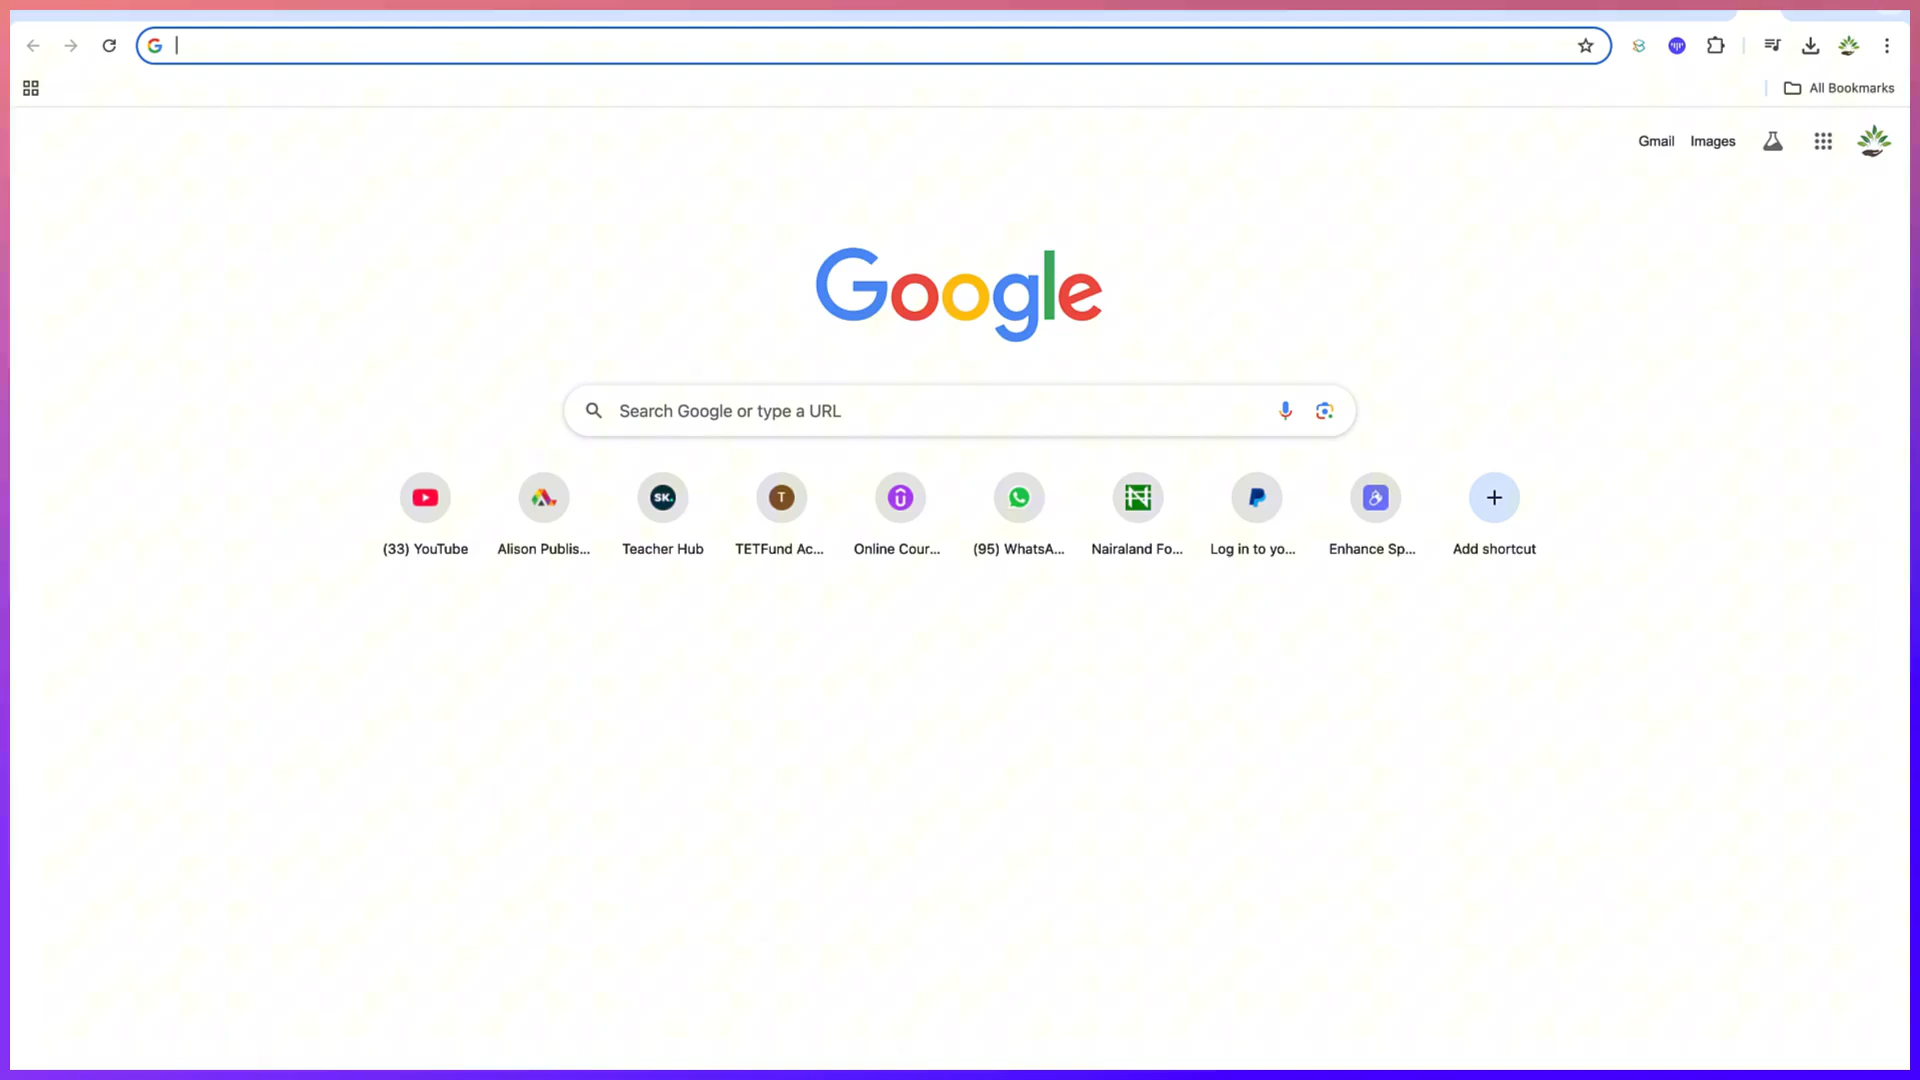 All Bookmarks
Gmail Images
Google
Search Google or type a URL
SK. T
(33) YouTube Alison Publis... Teacher Hub TETFund Ac... Online Cour... (95) WhatsA... Nairaland Fo... Log in to yo... Enhance Sp... Add shortcut